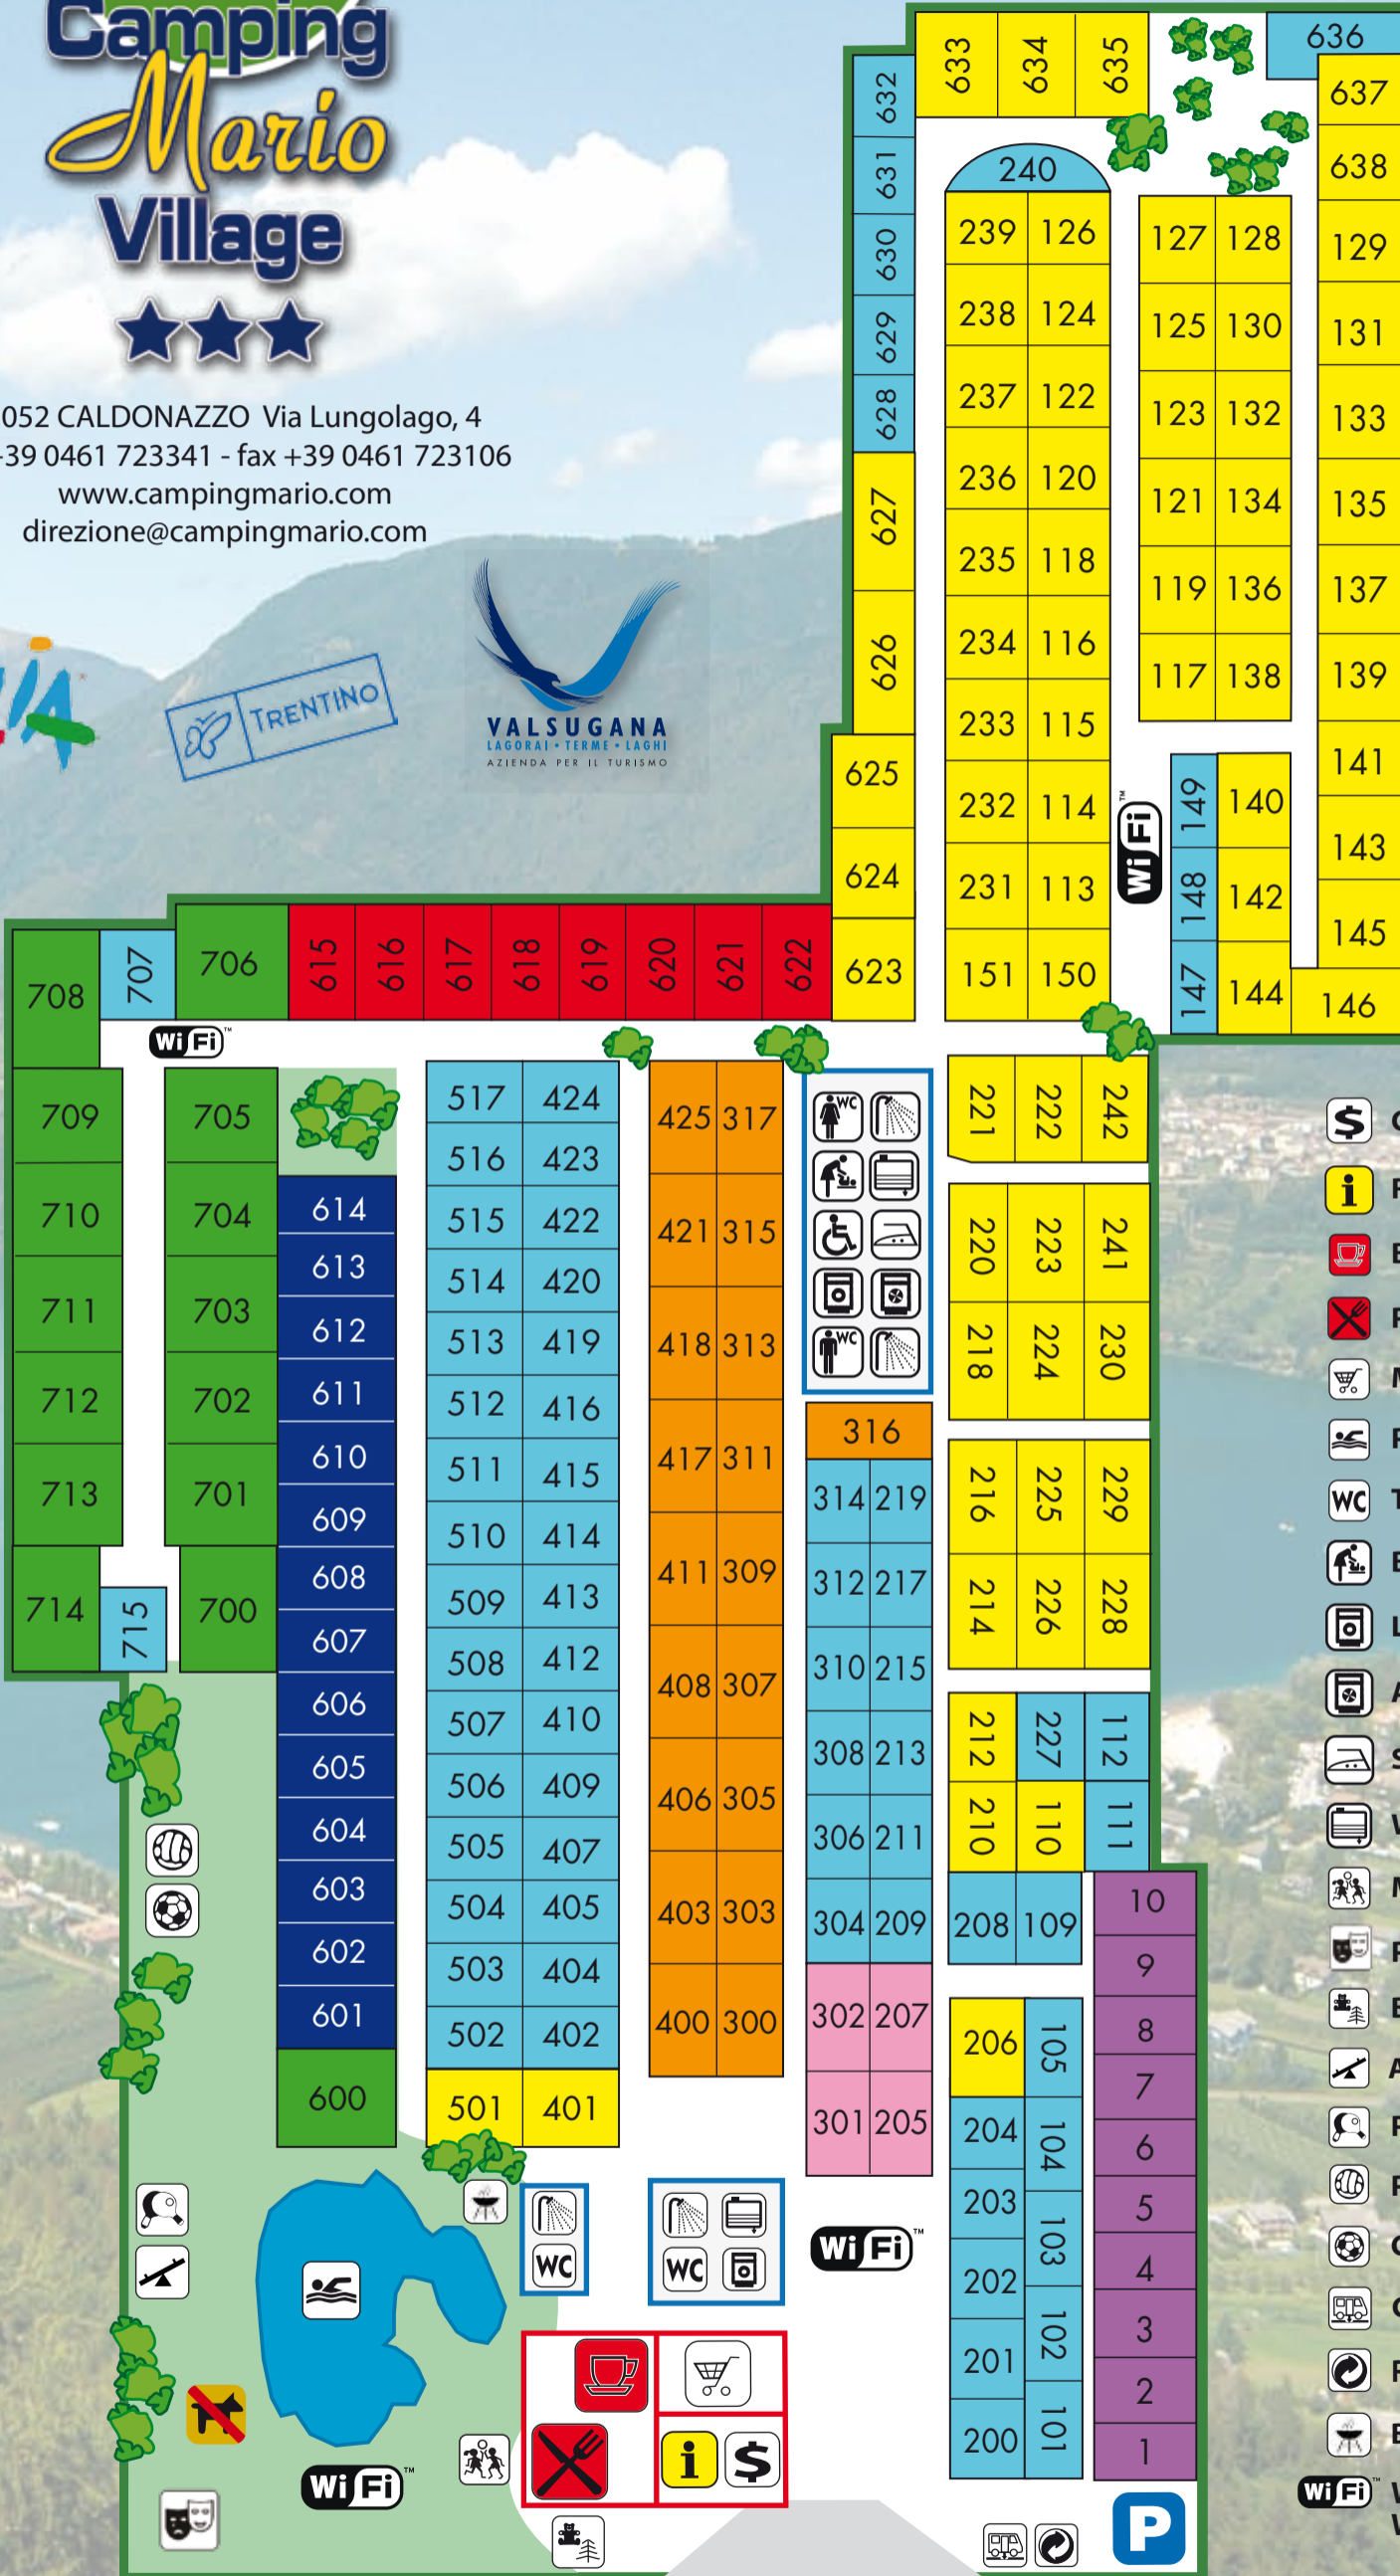 Camping
Mario
Village
052 CALDONAZZO Via Lungolago, 4
+39 0461 723341 - fax +39 0461 723106
www.campingmario.com
direzione@campingmario.com
TRENTINO
VALSUGANA
LAGORAI • TERME • LAGHI
AZIENDA PER IL TURISMO
633 634 635 636
632 637
631 240 638
630 239 126 127 128 129
629 238 124 125 130 131
628 237 122 123 132 133
627 236 120 121 134 135
235 118 119 136 137
626 234 116 117 138 139
233 115 141
625 232 114 WiFi™ 149 140 143
624 231 113 148 142 145
623 151 150 147 144 146
708 707 706 615 616 617 618 619 620 621 622
WiFi™
709 705
710 704
711 703
712 702
713 701
714 715 700
614
613
612
611
610
609
608
607
606
605
604
603
602
601
600
517 424
516 423
515 422
514 420
513 419
512 416
511 415
510 414
509 413
508 412
507 410
506 409
505 407
504 405
503 404
502 402
501 401
425 317
421 315
418 313
417 311
411 309
408 307
406 305
403 303
400 300
WC
WC
316
314 219
312 217
310 215
308 213
306 211
304 209
302 207
301 205
221 222 242
220 223 241
218 224 230
216 225 229
214 226 228
212 227 112
210 110 111
208 109
206 105
204 104
203 103
202 102
201
200 101
10
9
8
7
6
5
4
3
2
1
WC
WC
WiFi™
i $
WiFi™
P
$
i
WC
WiFi™